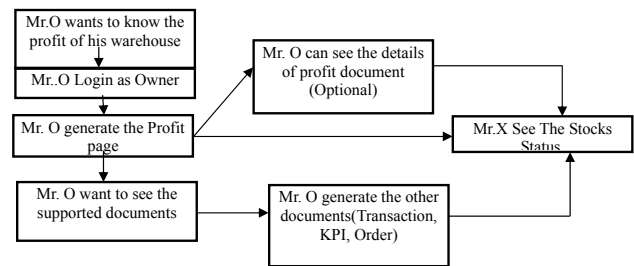 Mr.O wants to know the
profit of his warehouse
Mr..O Login as Owner
Mr. O generate the Profit
page
Mr. O want to see the
supported documents
Mr. O can see the details
of profit document
(Optional)
Mr. O generate the other
documents(Transaction,
KPI, Order)
Mr.X See The Stocks
Status